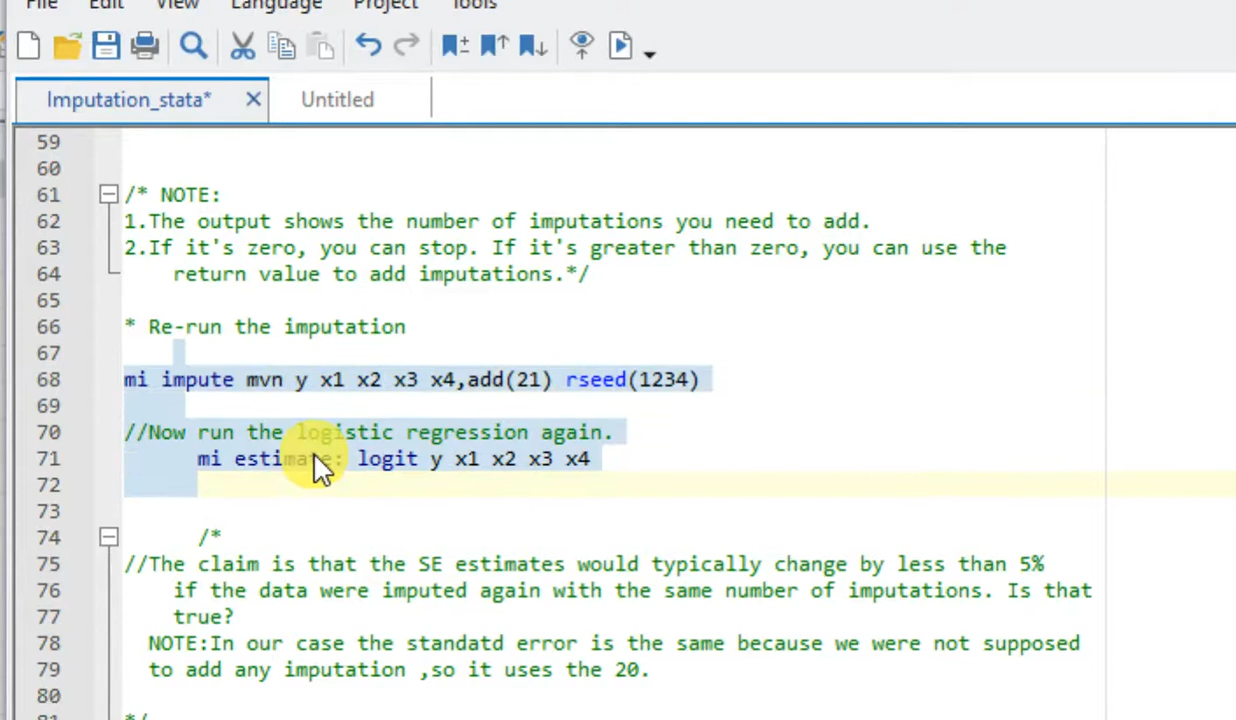 File Edit View Language Project Tools
Imputation_stata* Untitled
59
60
61 /* NOTE:
62 1.The output shows the number of imputations you need to add.
63 2.If it's zero, you can stop. If it's greater than zero, you can use the
64 return value to add imputations.*/
65
66 * Re-run the imputation
67
68 mi impute mvn y x1 x2 x3 x4,add(21) rseed(1234)
69
70 //Now run the logistic regression again.
71 mi estimate: logit y x1 x2 x3 x4
72
73
74 /*
75 //The claim is that the SE estimates would typically change by less than 5%
76 if the data were imputed again with the same number of imputations. Is that
77 true?
78 NOTE:In our case the standatd error is the same because we were not supposed
79 to add any imputation ,so it uses the 20.
80
81 */